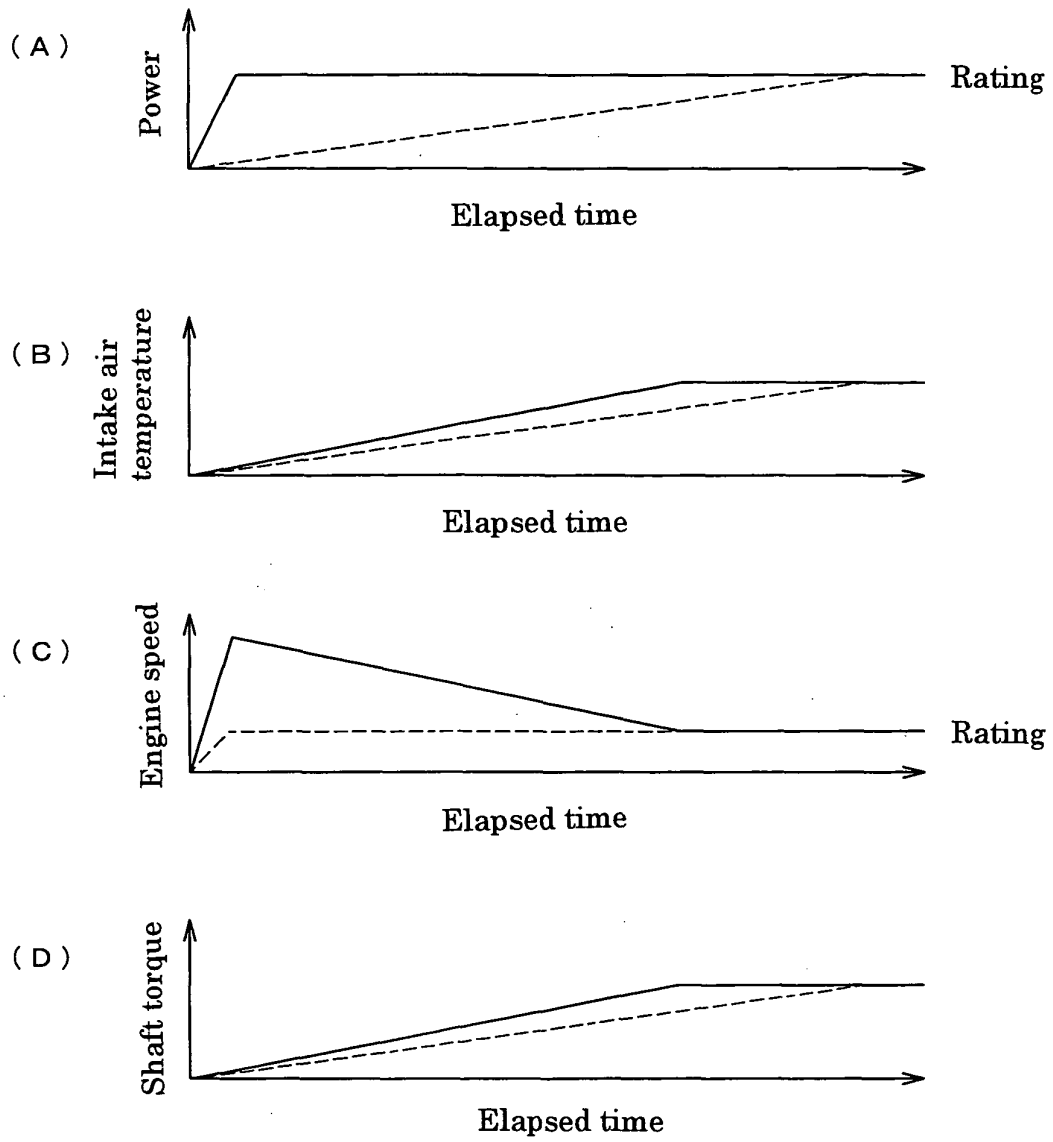 ( A )
Power
Rating
Elapsed time
( B )
Intake air
temperature
Elapsed time
( C )
Engine speed
Rating
Elapsed time
( D )
Shaft torque
Elapsed time